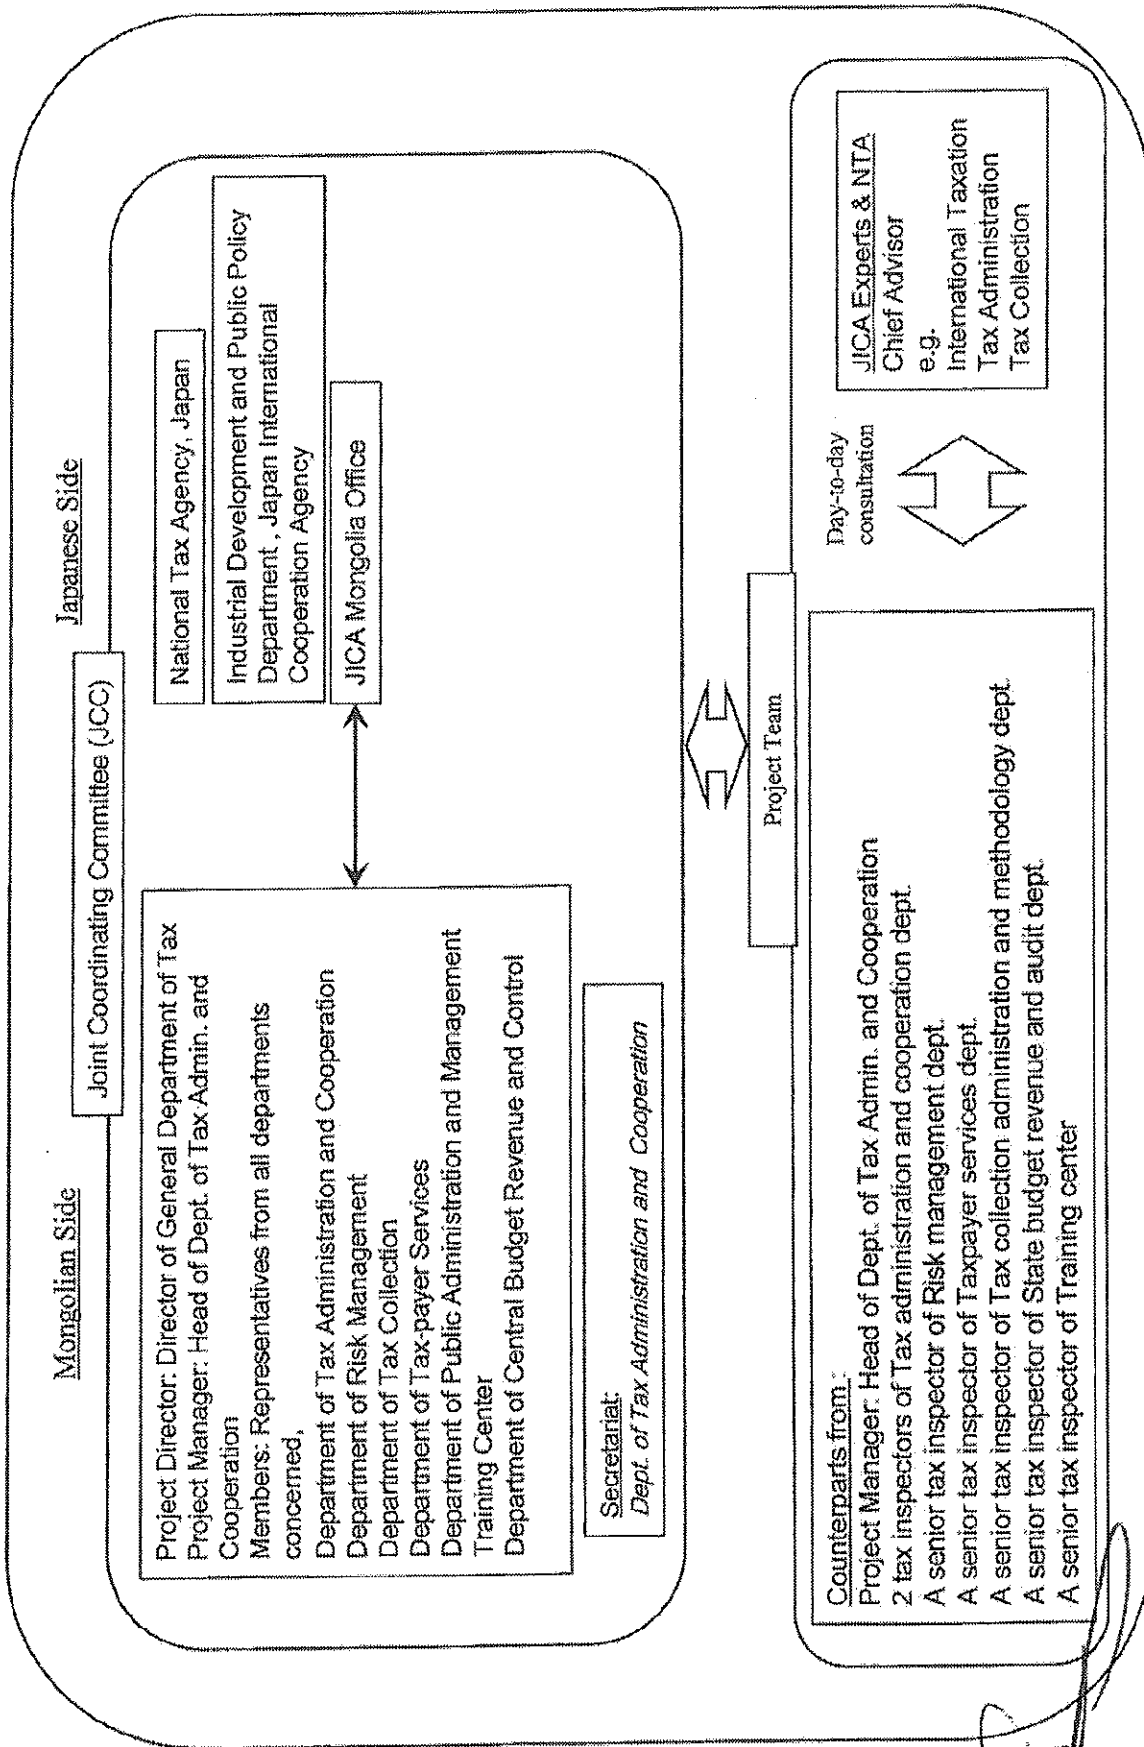 Mongolian Side
Japanese Side
Joint Coordinating Committee (JCC)
Project Director: Director of General Department of Tax
Project Manager: Head of Dept. of Tax Admin. and
Cooperation
Members: Representatives from all departments
concerned,
Department of Tax Administration and Cooperation
Department of Risk Management
Department of Tax Collection
Department of Tax-payer Services
Department of Public Administration and Management
Training Center
Department of Central Budget Revenue and Control
Secretariat:
Dept. of Tax Administration and Cooperation
National Tax Agency, Japan
Industrial Development and Public Policy
Department, Japan International
Cooperation Agency
JICA Mongolia Office
Project Team
Counterparts from :
Project Manager: Head of Dept. of Tax Admin. and Cooperation
2 tax inspectors of Tax administration and cooperation dept.
A senior tax inspector of Risk management dept.
A senior tax inspector of Taxpayer services dept.
A senior tax inspector of Tax collection administration and methodology dept.
A senior tax inspector of State budget revenue and audit dept.
A senior tax inspector of Training center
Day-to-day
consultation
JICA Experts & NTA
Chief Advisor
e.g.
International Taxation
Tax Administration
Tax Collection